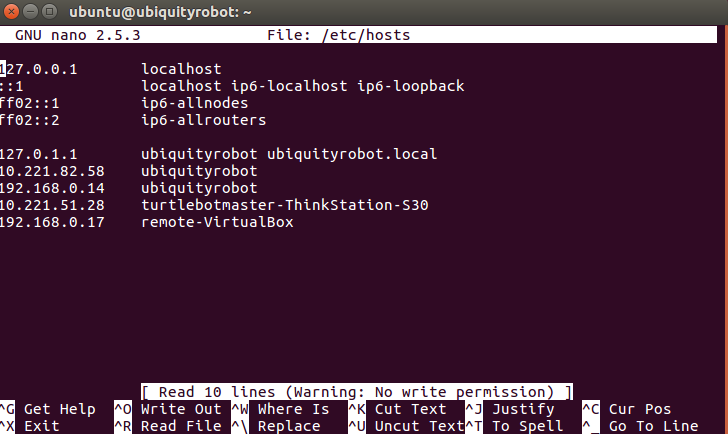 ubuntu@ubiquityrobot: ~
GNU nano 2.5.3 File: /etc/hosts
127.0.0.1 localhost
::1 localhost ip6-localhost ip6-loopback
ff02::1 ip6-allnodes
ff02::2 ip6-allrouters
127.0.1.1 ubiquityrobot ubiquityrobot.local
10.221.82.58 ubiquityrobot
192.168.0.14 ubiquityrobot
10.221.51.28 turtlebotmaster-ThinkStation-S30
192.168.0.17 remote-VirtualBox
[ Read 10 lines (Warning: No write permission) ]
^G Get Help ^O Write Out ^W Where Is ^K Cut Text ^J Justify ^C Cur Pos
^X Exit ^R Read File ^\ Replace ^U Uncut Text ^T To Spell ^_ Go To Line